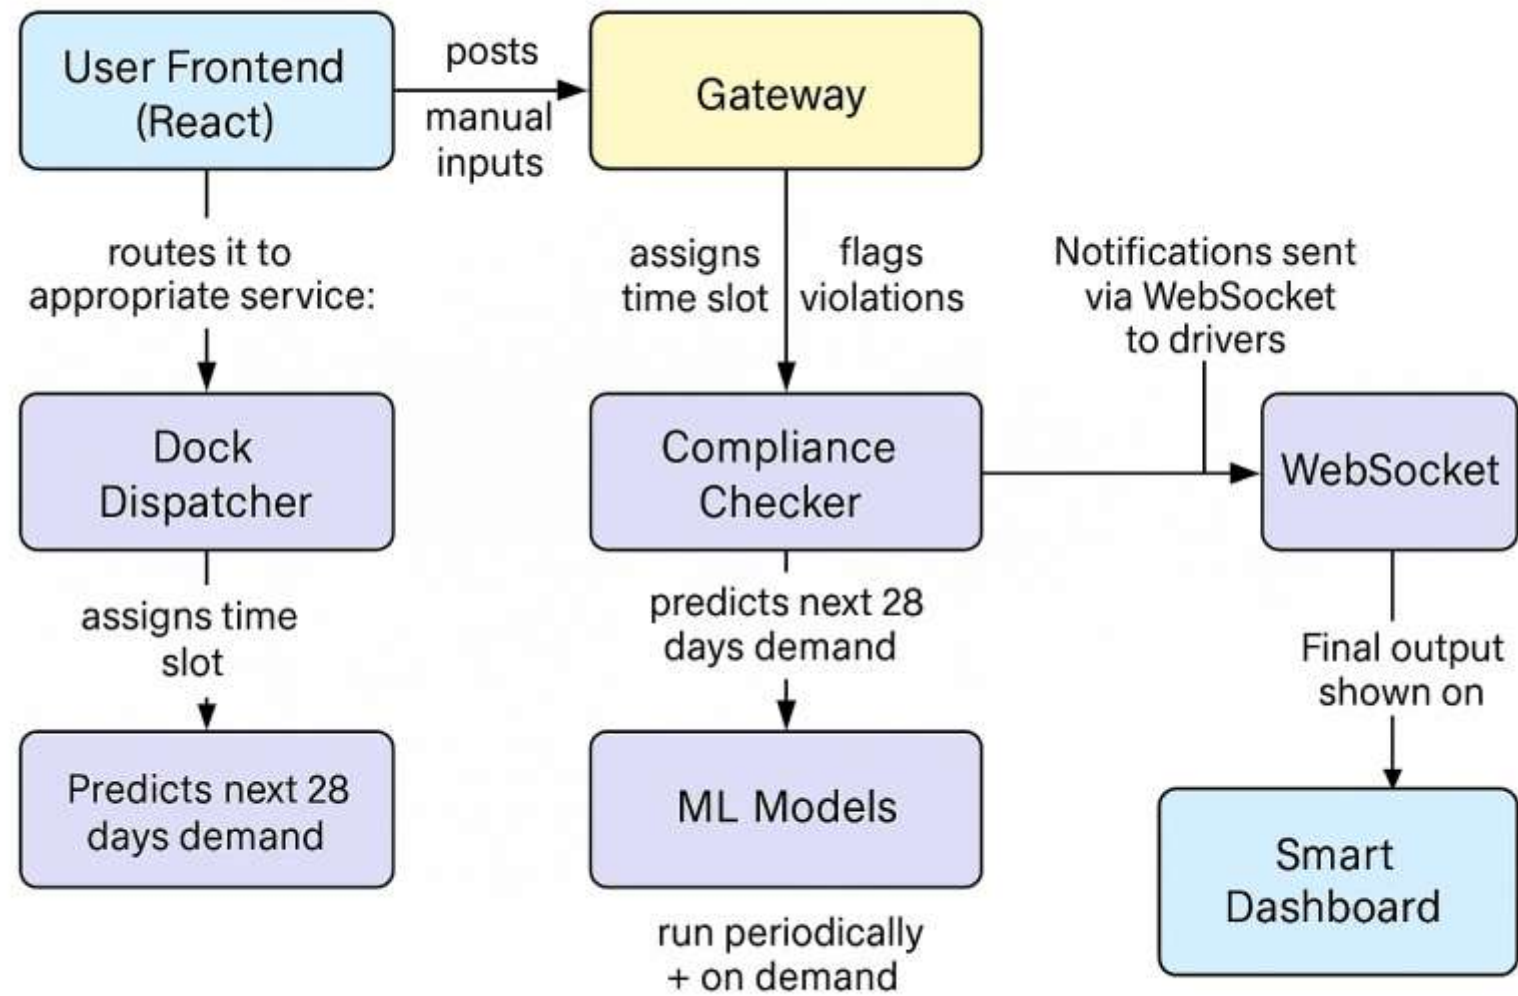 User Frontend
(React)
posts
manual
inputs
Gateway
routes it to
appropriate service:
assigns
time slot
flags
violations
Notifications sent
via WebSocket
to drivers
Dock
Dispatcher
Compliance
Checker
WebSocket
assigns time
slot
predicts next 28
days demand
Final output
shown on
Predicts next 28
days demand
ML Models
Smart
Dashboard
run periodically
+ on demand